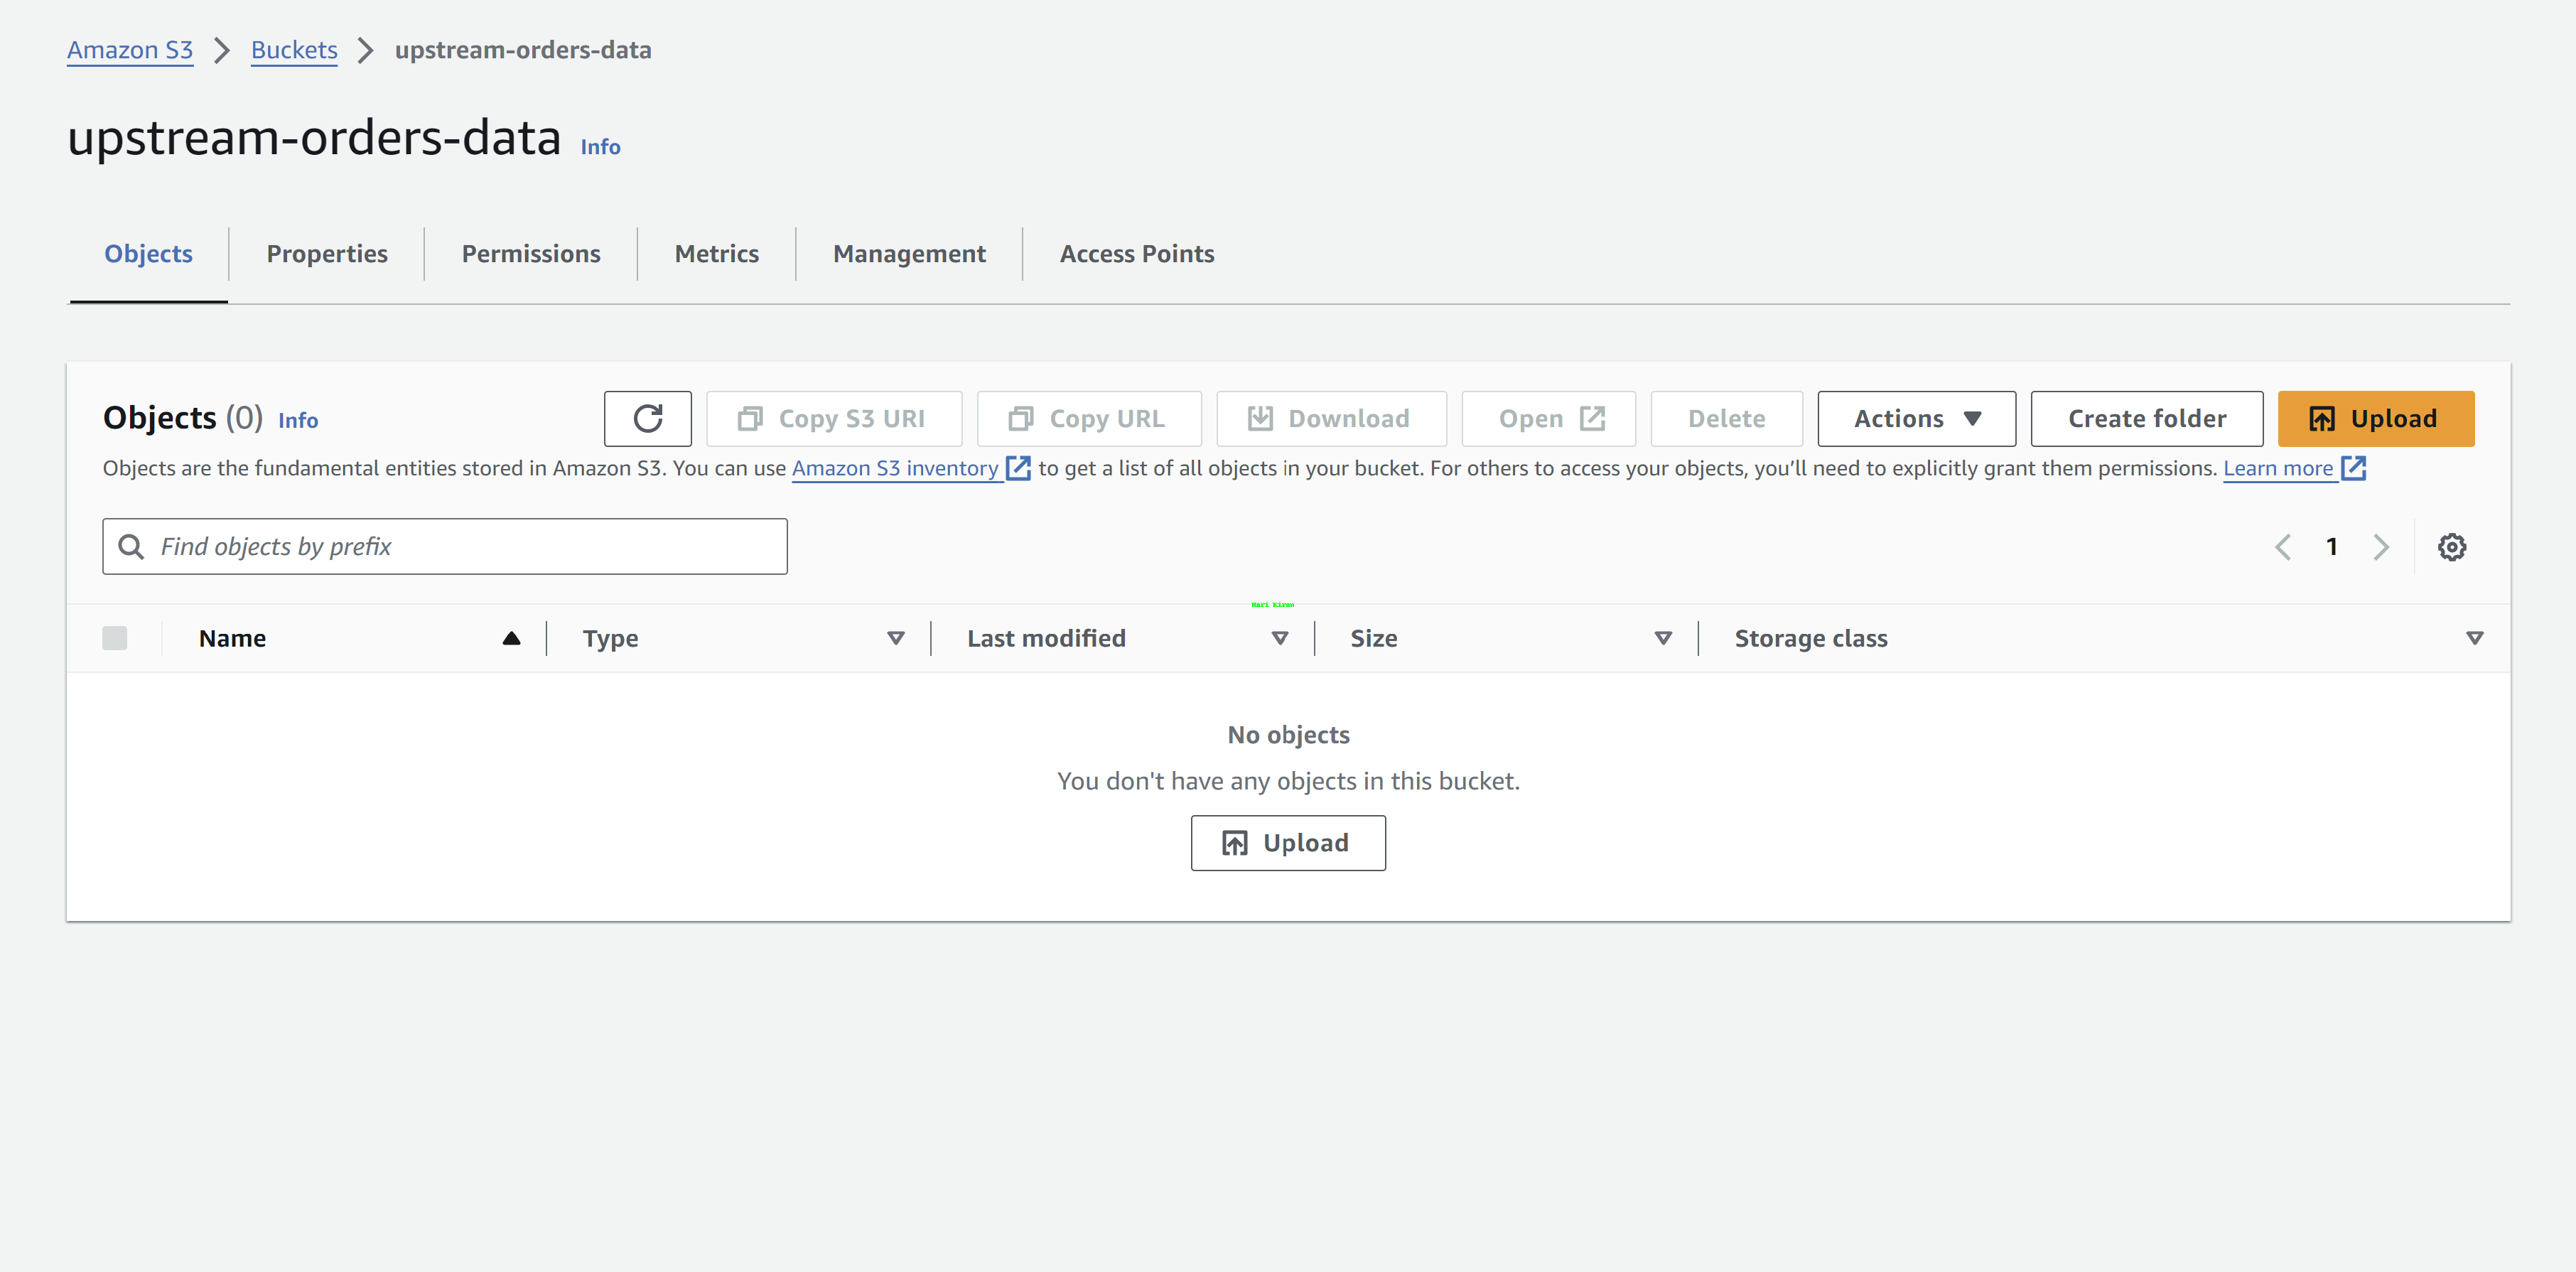 Amazon S3 > Buckets > upstream-orders-data
upstream-orders-data Info
Objects Properties Permissions Metrics Management Access Points
Objects (0) Info Copy S3 URI Copy URL Download Open Delete Actions Create folder Upload
Objects are the fundamental entities stored in Amazon S3. You can use Amazon S3 inventory to get a list of all objects in your bucket. For others to access your objects, you’ll need to explicitly grant them permissions. Learn more
Find objects by prefix 1
Hari Kiran
Name Type Last modified Size Storage class
No objects
You don't have any objects in this bucket.
Upload